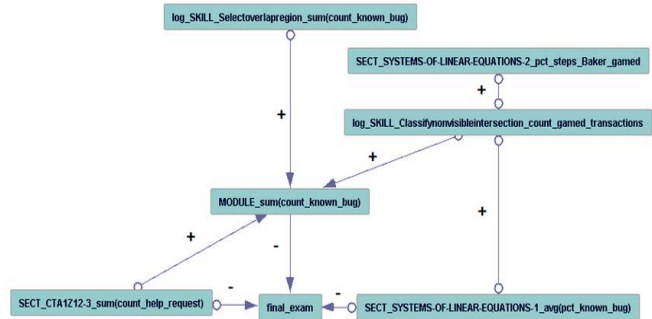 log_SKILL_Selectoverlapregion_sum(count_known_bug)
SECT_SYSTEMS-OF-LINEAR-EQUATIONS-2_pct_steps_Baker_gamed
+
+
log_SKILL_Classifynonvisibleintersection_count_gamed_transactions
+
MODULE_sum(count_known_bug)
+
+
-
-
-
SECT_CTA1Z12-3_sum(count_help_request)
final_exam
SECT_SYSTEMS-OF-LINEAR-EQUATIONS-1_avg(pct_known_bug)